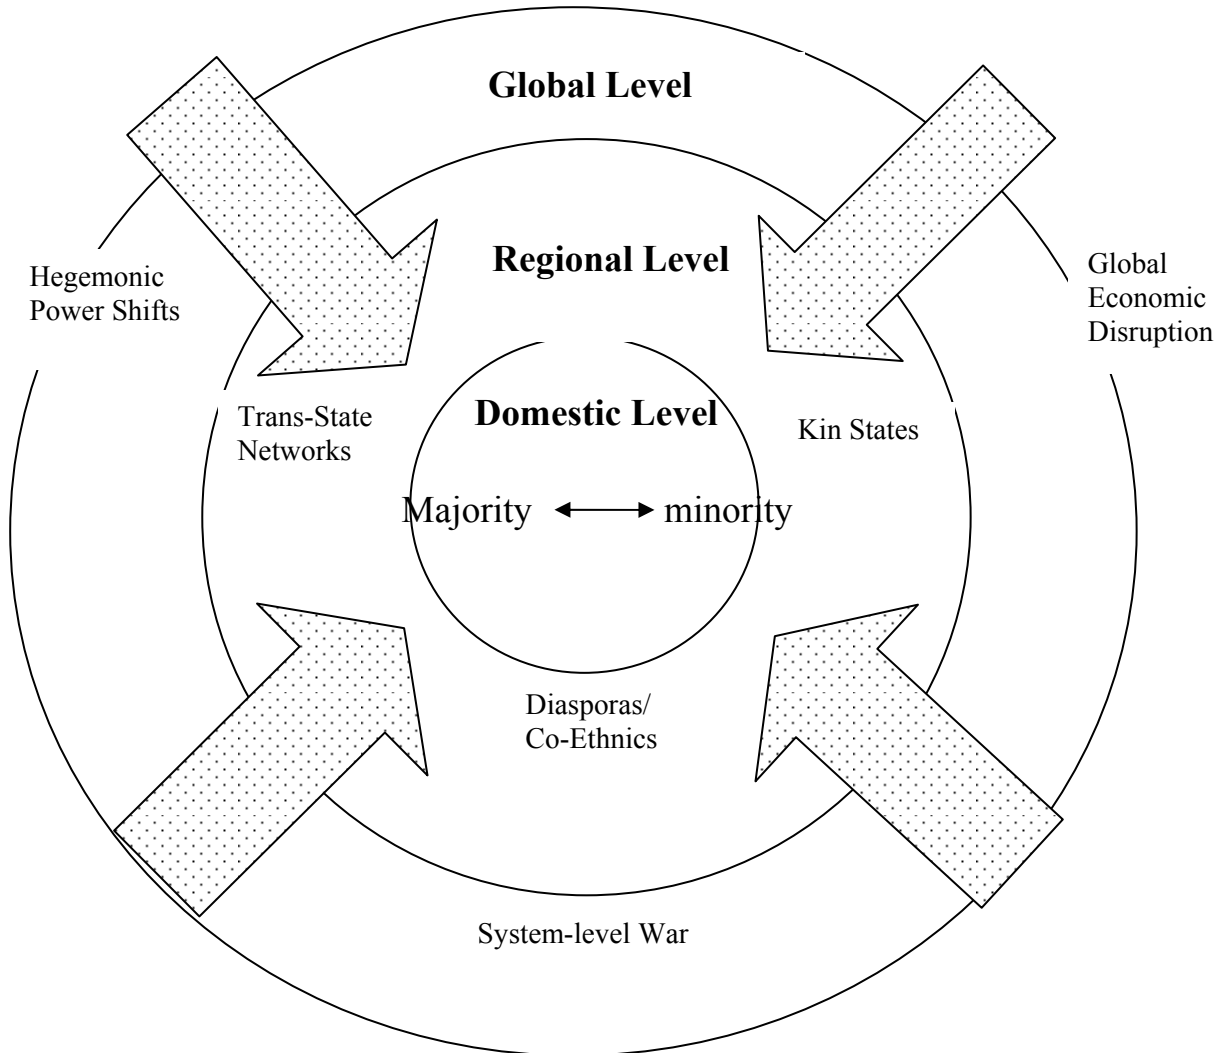 Global Level
Regional Level
Hegemonic
Power Shifts
Global
Economic
Disruption
Trans-State
Networks
Domestic Level
Kin States
Majority
minority
Diasporas/
Co-Ethnics
System-level War